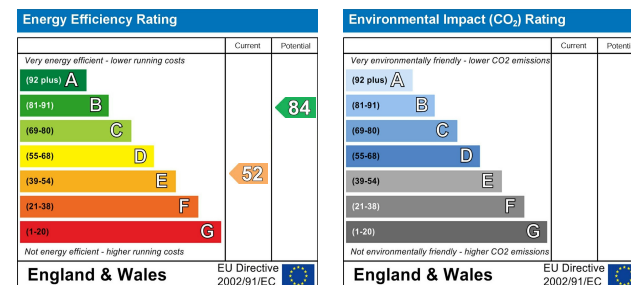 Energy Efficiency Rating
Current Potential
Very energy efficient - lower running costs
(92 plus) A
(81-91) B
84
(69-80) C
(55-68) D
(39-54) E
52
(21-38) F
(1-20) G
Not energy efficient - higher running costs
England & Wales
EU Directive
2002/91/EC
Environmental Impact (CO2) Rating
Current Potential
Very environmentally friendly - lower CO2 emissions
(92 plus) A
(81-91) B
(69-80) C
(55-68) D
(39-54) E
(21-38) F
(1-20) G
Not environmentally friendly - higher CO2 emissions
England & Wales
EU Directive
2002/91/EC